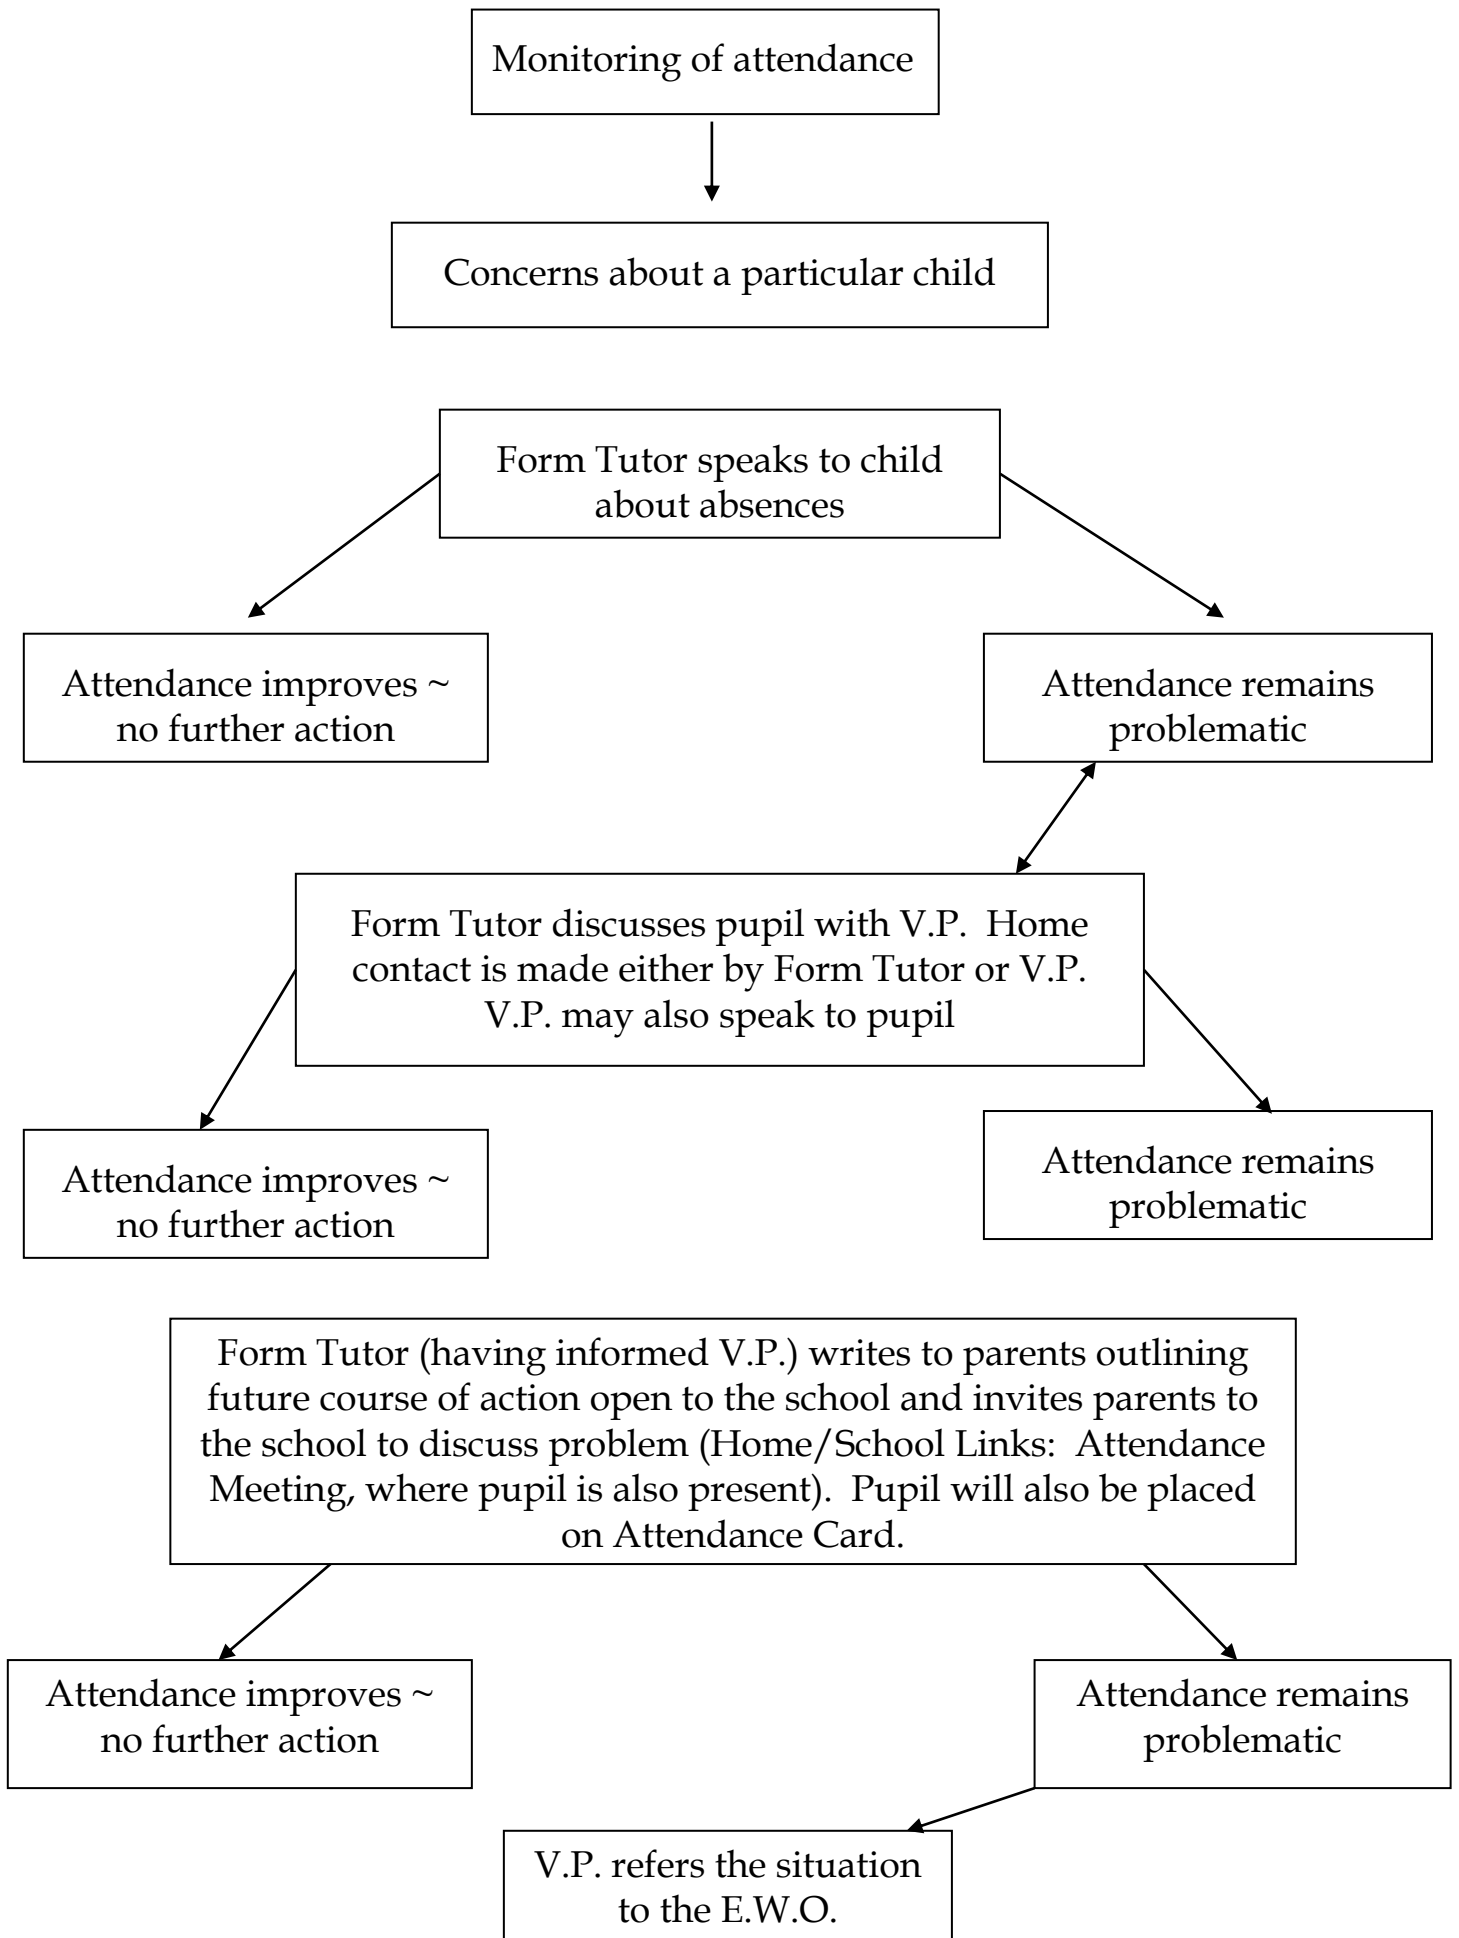 Monitoring of attendance
Concerns about a particular child
Form Tutor speaks to child
about absences
Attendance improves ~
no further action
Attendance remains
problematic
Form Tutor discusses pupil with V.P.  Home
contact is made either by Form Tutor or V.P.
V.P. may also speak to pupil
Attendance improves ~
no further action
Attendance remains
problematic
Form Tutor (having informed V.P.) writes to parents outlining
future course of action open to the school and invites parents to
the school to discuss problem (Home/School Links:  Attendance
Meeting, where pupil is also present).  Pupil will also be placed
on Attendance Card.
Attendance improves ~
no further action
Attendance remains
problematic
V.P. refers the situation
to the E.W.O.